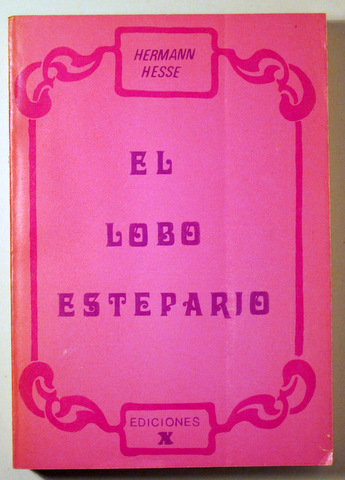 HERMANN
HESSE
EL
LOBO
ESTEPARIO
EDICIONES
X